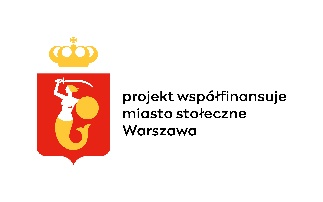 projekt współfinansuje
miasto stołeczne
Warszawa